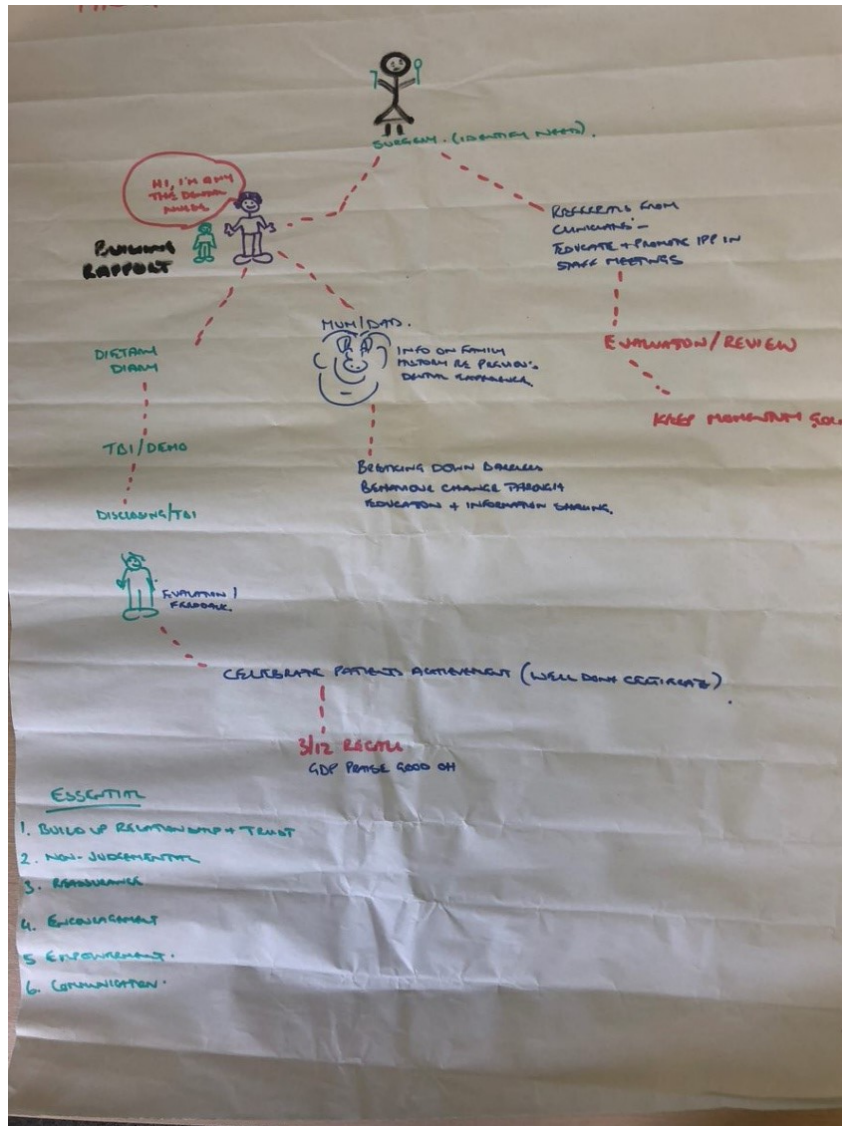 SURGERY. (IDENTIFY NEEDS).
HI, I'M AMY
THE DENTAL
NURSE
BUILDING
RAPPORT
REFERRALS FROM
CLINICIANS -
EDUCATE + PROMOTE IPP IN
STAFF MEETINGS
EVALUATION/REVIEW
KEEP MOMENTUM
MUM/DAD.
INFO ON FAMILY
HISTORY RE PREVIOUS
DENTAL EXPERIENCE.
DIETARY
DIARY
TBI/DEMO
BREAKING DOWN BARRIERS
BEHAVIOUR CHANGE THROUGH
EDUCATION + INFORMATION SHARING.
DISCLOSING/TBI
EVALUATION/
FEEDBACK.
CELEBRATE PATIENTS ACHIEVEMENT (WELL DONE CERTIFICATE).
3/12 RECALL
GDP PRAISE GOOD OH
ESSENTIAL
1. BUILD UP RELATIONSHIP + TRUST
2. NON-JUDGEMENTAL
3. REASSURANCE
4. ENCOURAGEMENT
5 EMPOWERMENT.
6. COMMUNICATION.